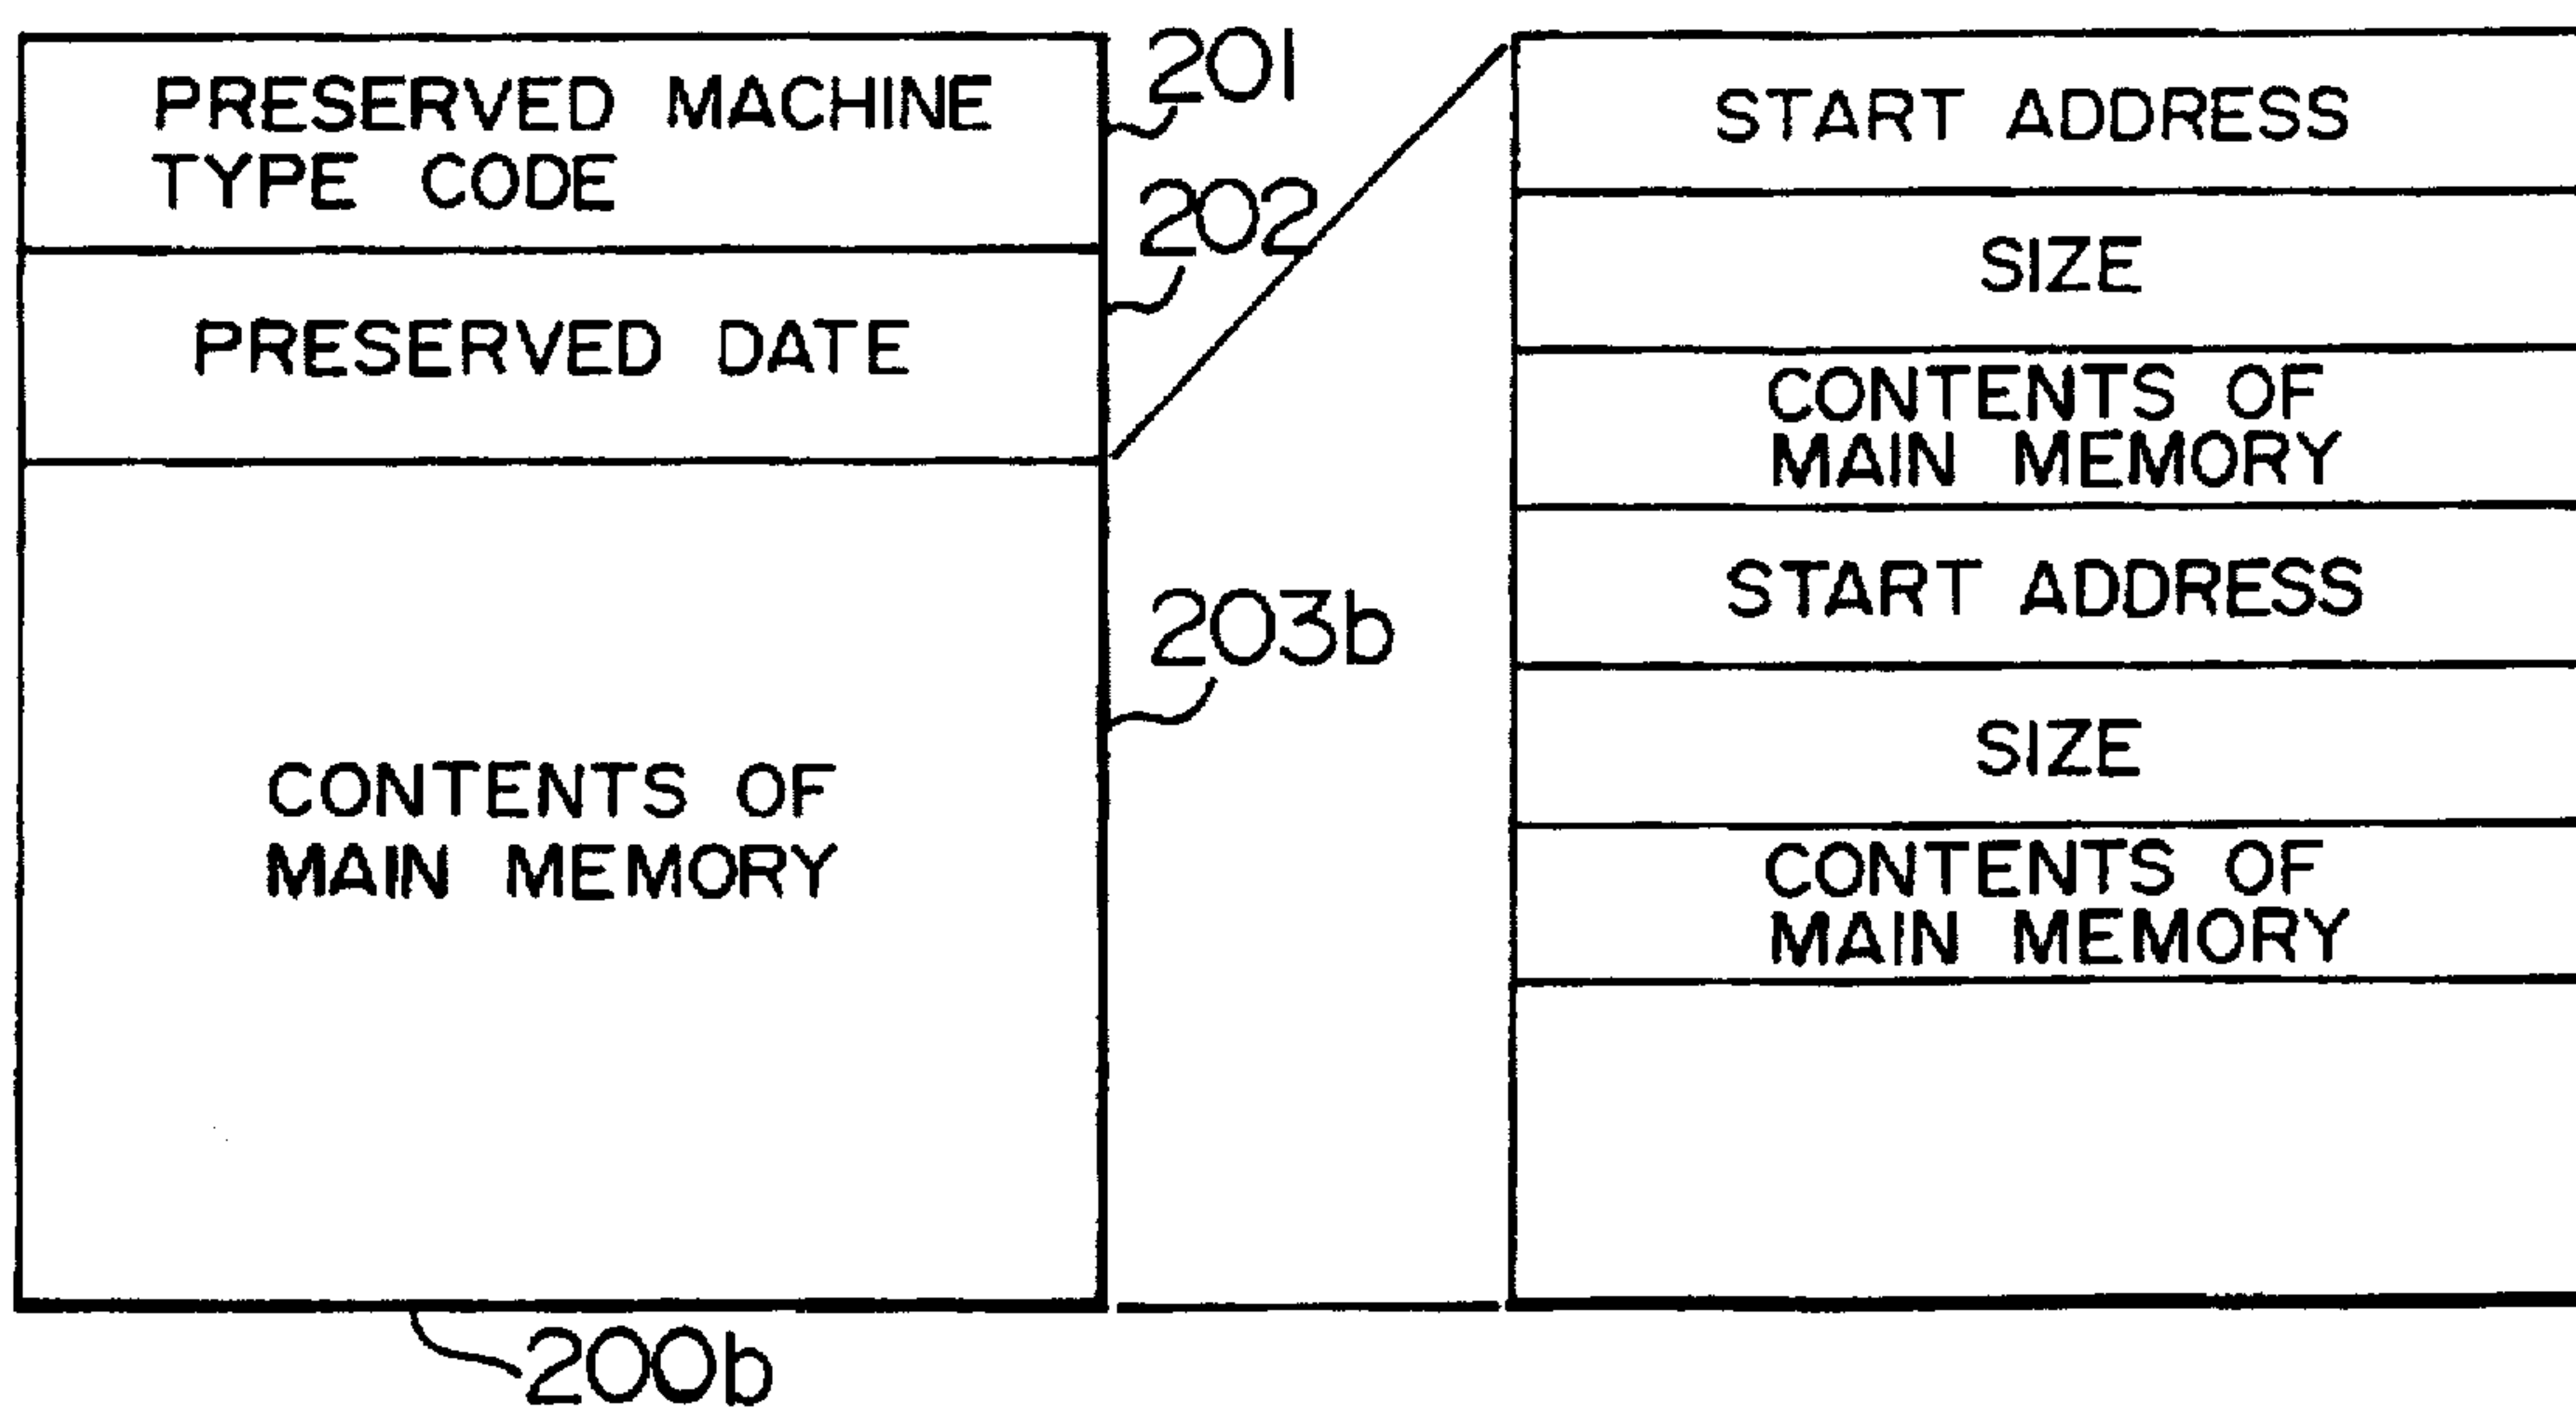 PRESERVED MACHINE
TYPE CODE
201
PRESERVED DATE
202
CONTENTS OF
MAIN MEMORY
203b
200b
START ADDRESS
SIZE
CONTENTS OF
MAIN MEMORY
START ADDRESS
SIZE
CONTENTS OF
MAIN MEMORY